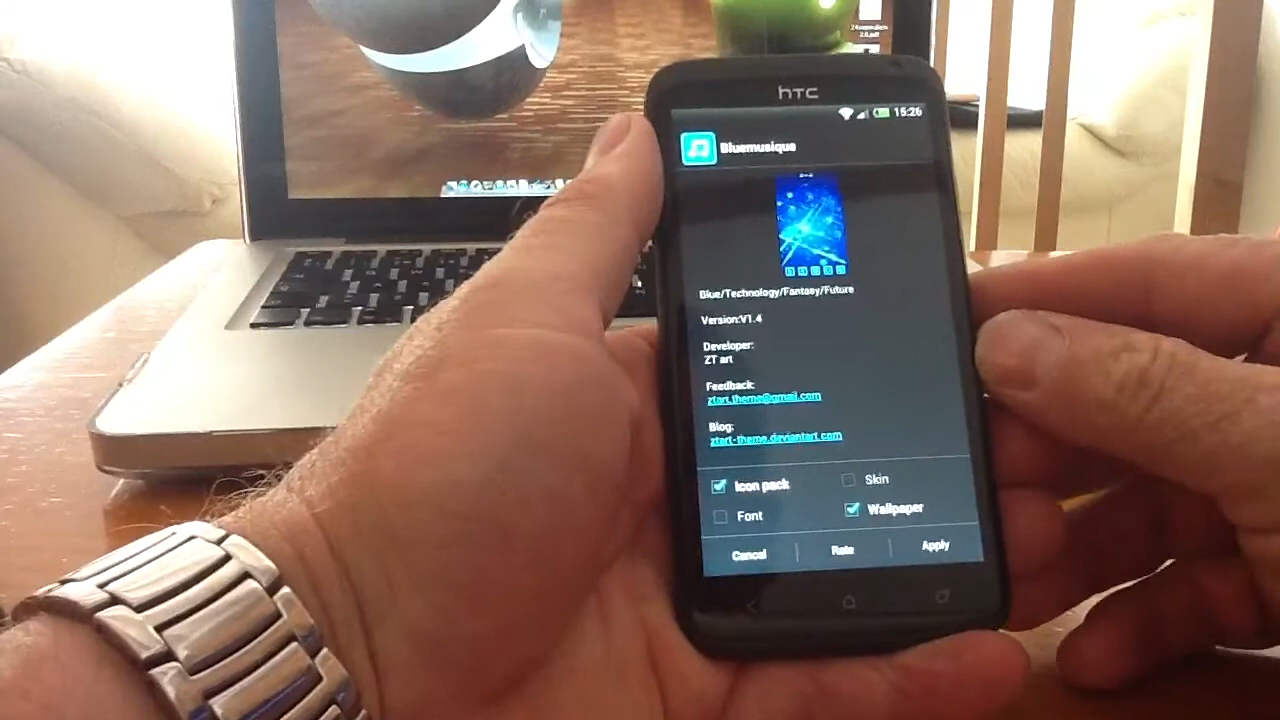 hTC
15:26
Bluemusique
Blue/Technology/Fantasy/Future
Version:V1.4
Developer:
ZT art
Feedback:
ztart.theme@gmail.com
Blog:
ztart-theme.deviantart.com
Icon pack
Skin
Font
Wallpaper
Cancel
Rate
Apply